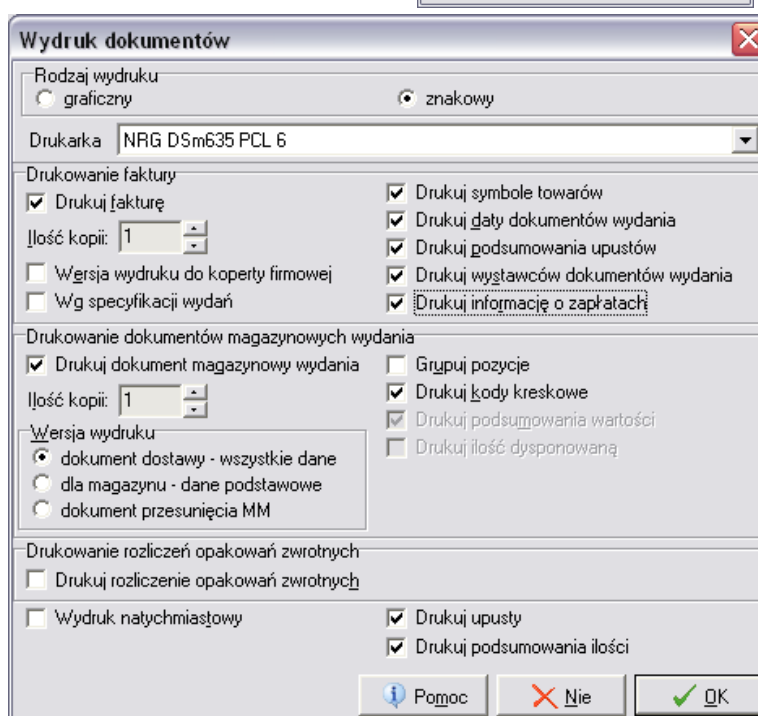 Wydruk dokumentów
Rodzaj wydruku
graficzny
znakowy
Drukarka NRG DSm635 PCL 6
Drukowanie faktury
Drukuj fakturę
Ilość kopii: 1
Wersja wydruku do koperty firmowej
Wg specyfikacji wydań
Drukuj symbole towarów
Drukuj daty dokumentów wydania
Drukuj podsumowania upustów
Drukuj wystawców dokumentów wydania
Drukuj informację o zapłatach
Drukowanie dokumentów magazynowych wydania
Drukuj dokument magazynowy wydania
Ilość kopii: 1
Wersja wydruku
dokument dostawy - wszystkie dane
dla magazynu - dane podstawowe
dokument przesunięcia MM
Grupuj pozycje
Drukuj kody kreskowe
Drukuj podsumowania wartości
Drukuj ilość dysponowaną
Drukowanie rozliczeń opakowań zwrotnych
Drukuj rozliczenie opakowań zwrotnych
Wydruk natychmiastowy
Drukuj upusty
Drukuj podsumowania ilości
Pomoc
Nie
OK